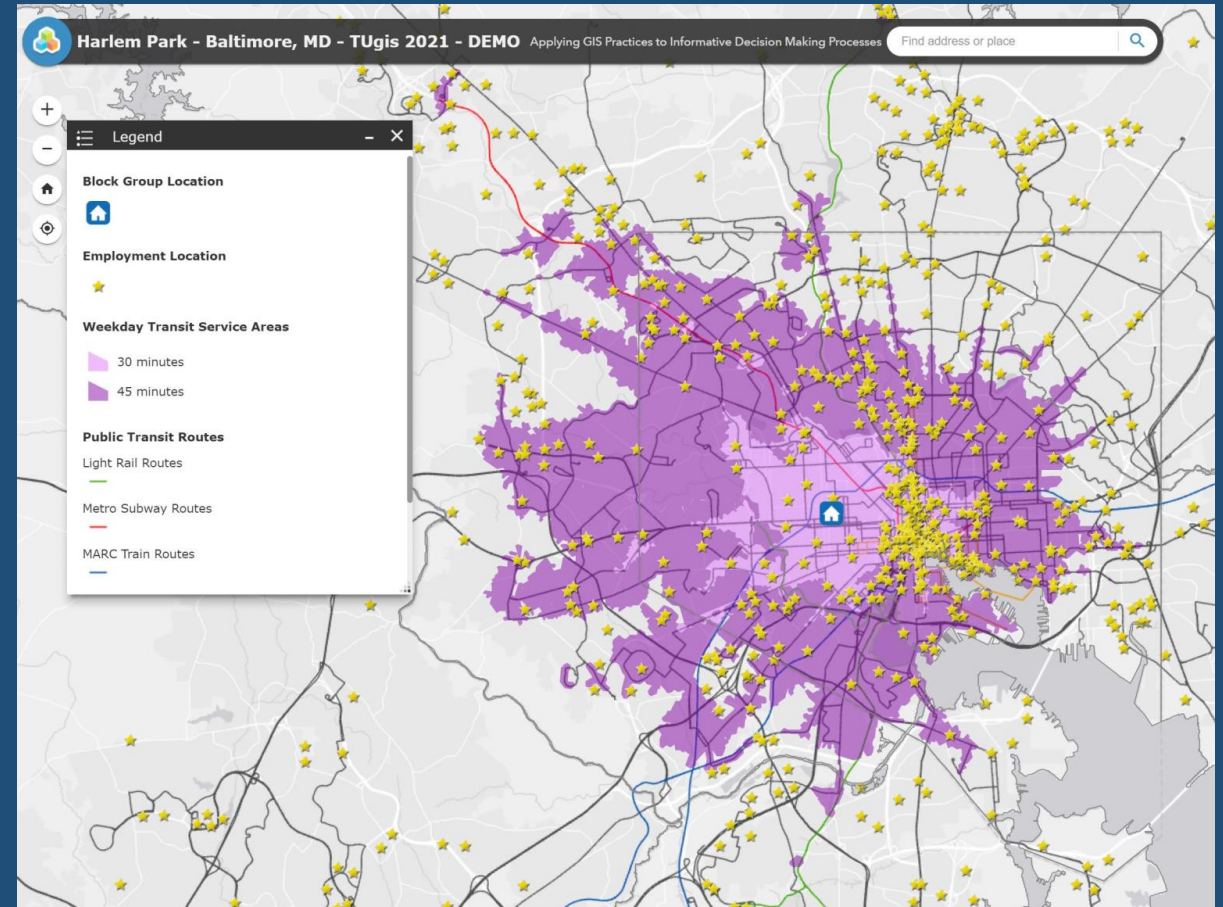 Harlem Park - Baltimore, MD - TUgis 2021 - DEMO Applying GIS Practices to Informative Decision Making Processes Find address or place
Legend
Block Group Location
Employment Location
Weekday Transit Service Areas
30 minutes
45 minutes
Public Transit Routes
Light Rail Routes
Metro Subway Routes
MARC Train Routes